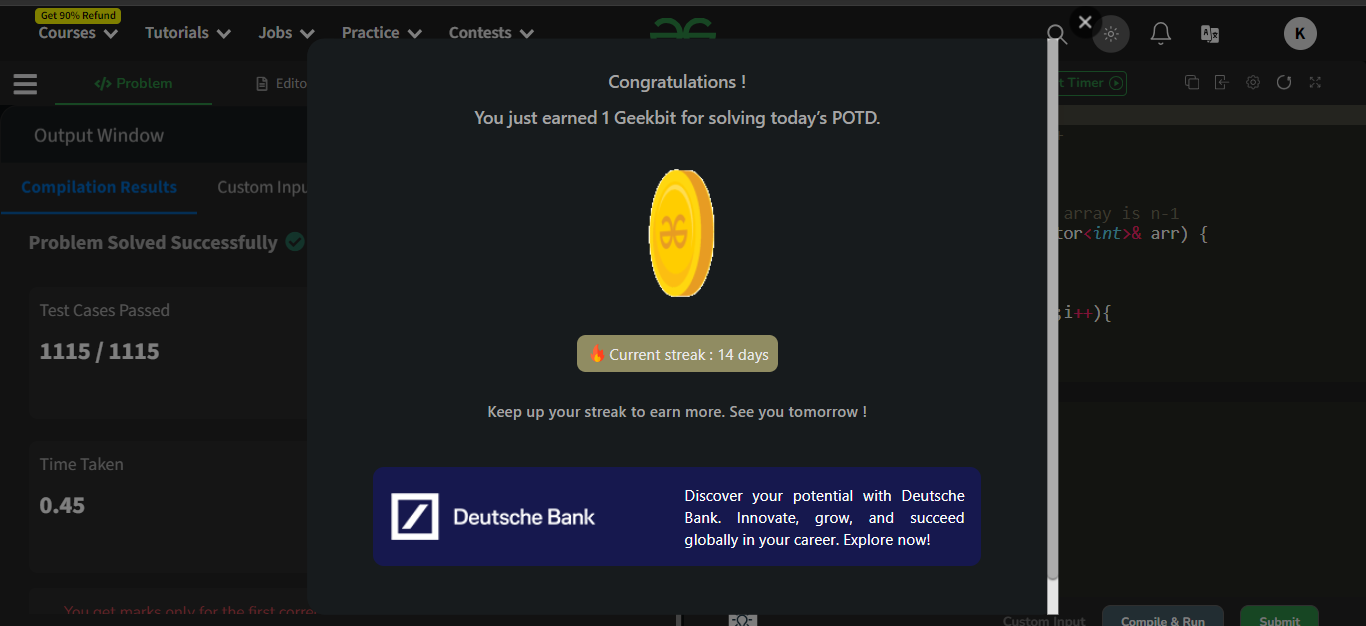 Get 90% Refund
Courses Tutorials Jobs Practice Contests
K
</> Problem
Timer
Output Window
Compilation Results
Custom
array is n-1
<int>& arr) {
Problem Solved Successfully
i++){
Test Cases Passed
1115 / 1115
Time Taken
0.45
You get marks only for the first
Congratulations !
You just earned 1 Geekbit for solving today's POTD.
Current streak : 14 days
Keep up your streak to earn more. See you tomorrow !
Deutsche Bank
Discover your potential with Deutsche
Bank. Innovate, grow, and succeed
globally in your career. Explore now!
Custom Input Compile & Run Submit